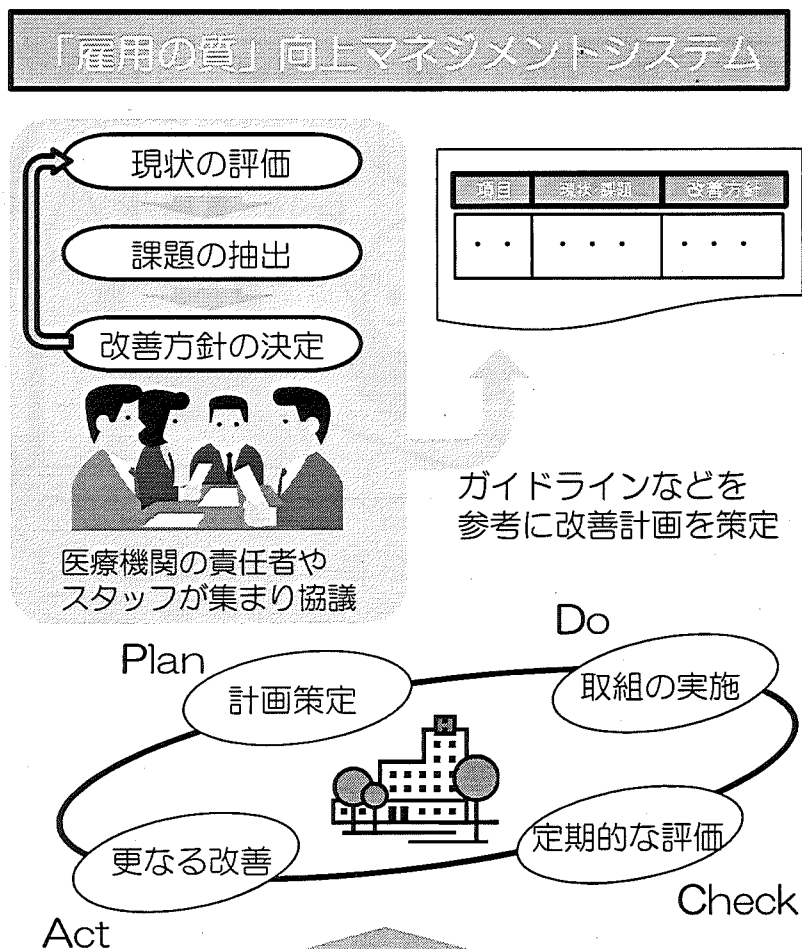 「雇用の質」向上マネジメントシステム
現状の評価
課題の抽出
改善方針の決定
医療機関の責任者や
スタッフが集まり協議
項目
現状 課題
改善方針
・・
・・・
・・・
ガイドラインなどを
参考に改善計画を策定
Plan
計画策定
Do
取組の実施
H
定期的な評価
Check
更なる改善
Act